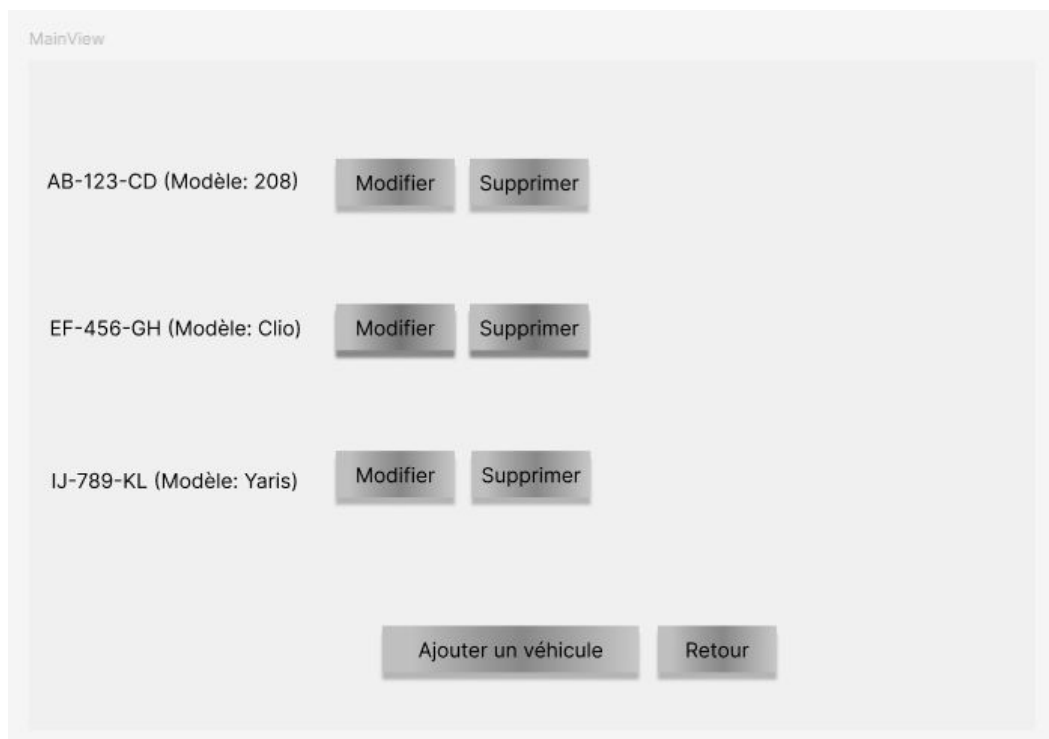 MainView
AB-123-CD (Modèle: 208) Modifier Supprimer
EF-456-GH (Modèle: Clio) Modifier Supprimer
IJ-789-KL (Modèle: Yaris) Modifier Supprimer
Ajouter un véhicule Retour